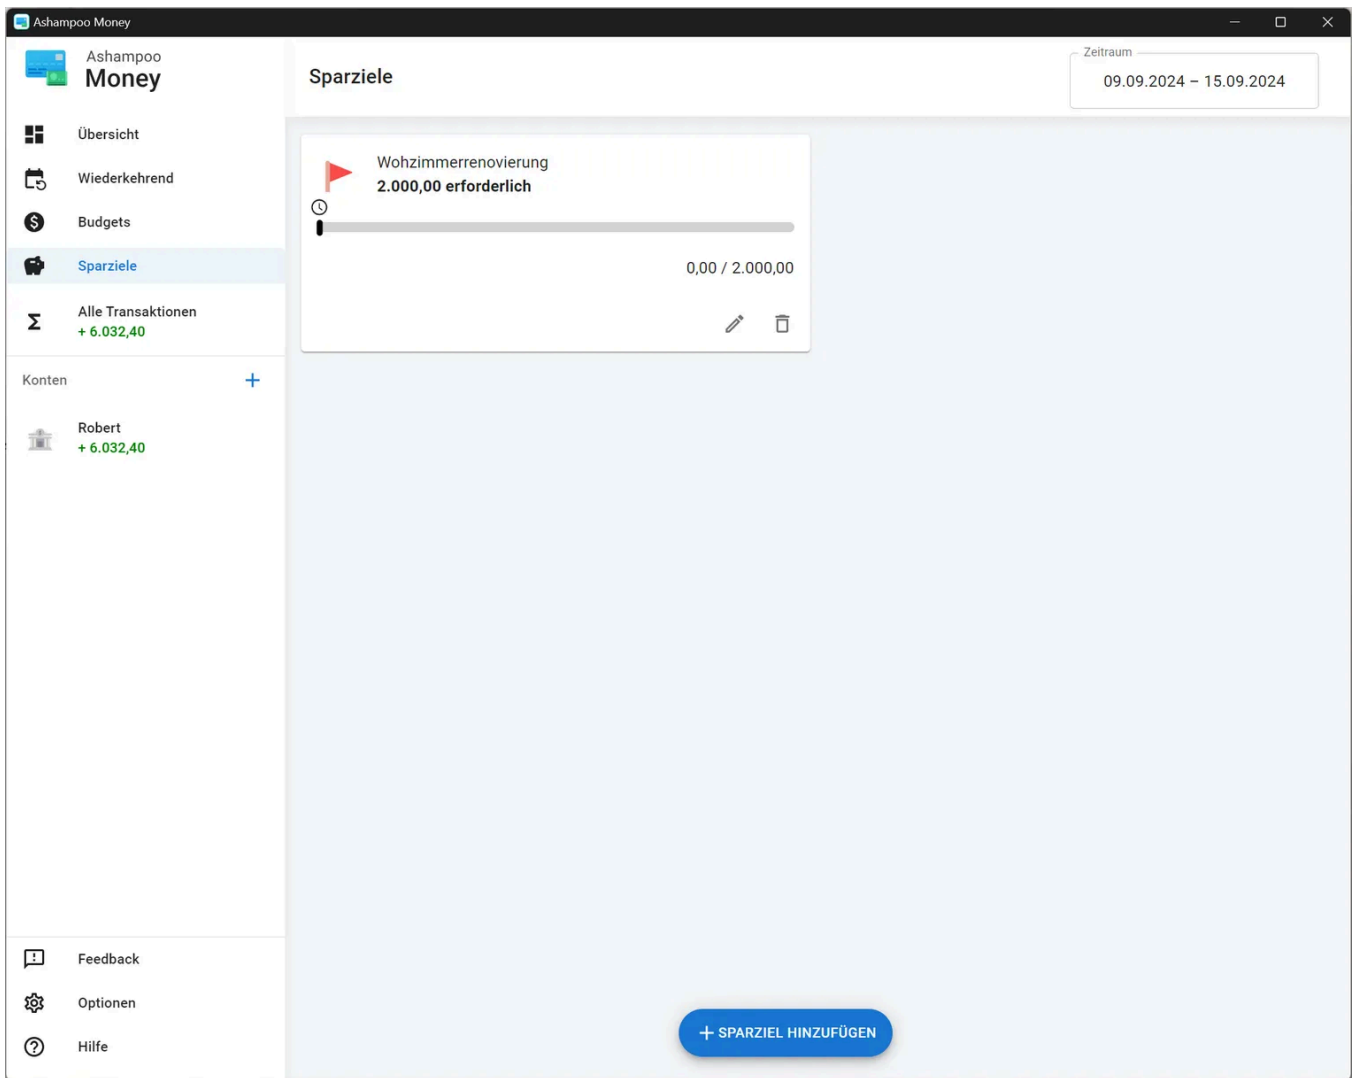 Ashampoo Money
Ashampoo
Money
Übersicht
Wiederkehrend
Budgets
Sparziele
Alle Transaktionen
+ 6.032,40
Konten
Robert
+ 6.032,40
Feedback
Optionen
Hilfe
Sparziele
Zeitraum
09.09.2024 – 15.09.2024
Wohzimmerrenovierung
2.000,00 erforderlich
0,00 / 2.000,00
SPARZIEL HINZUFÜGEN